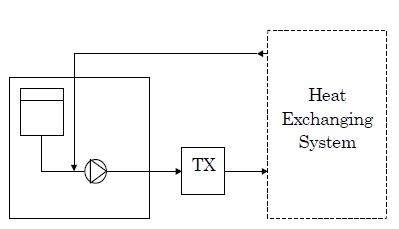 Heat
Exchanging
System
TX